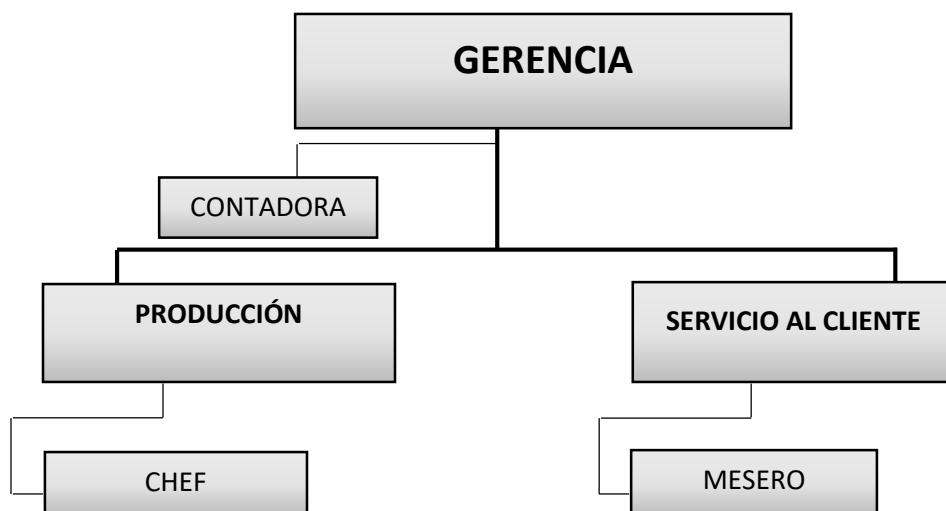 GERENCIA
CONTADORA
PRODUCCIÓN
SERVICIO AL CLIENTE
CHEF
MESERO